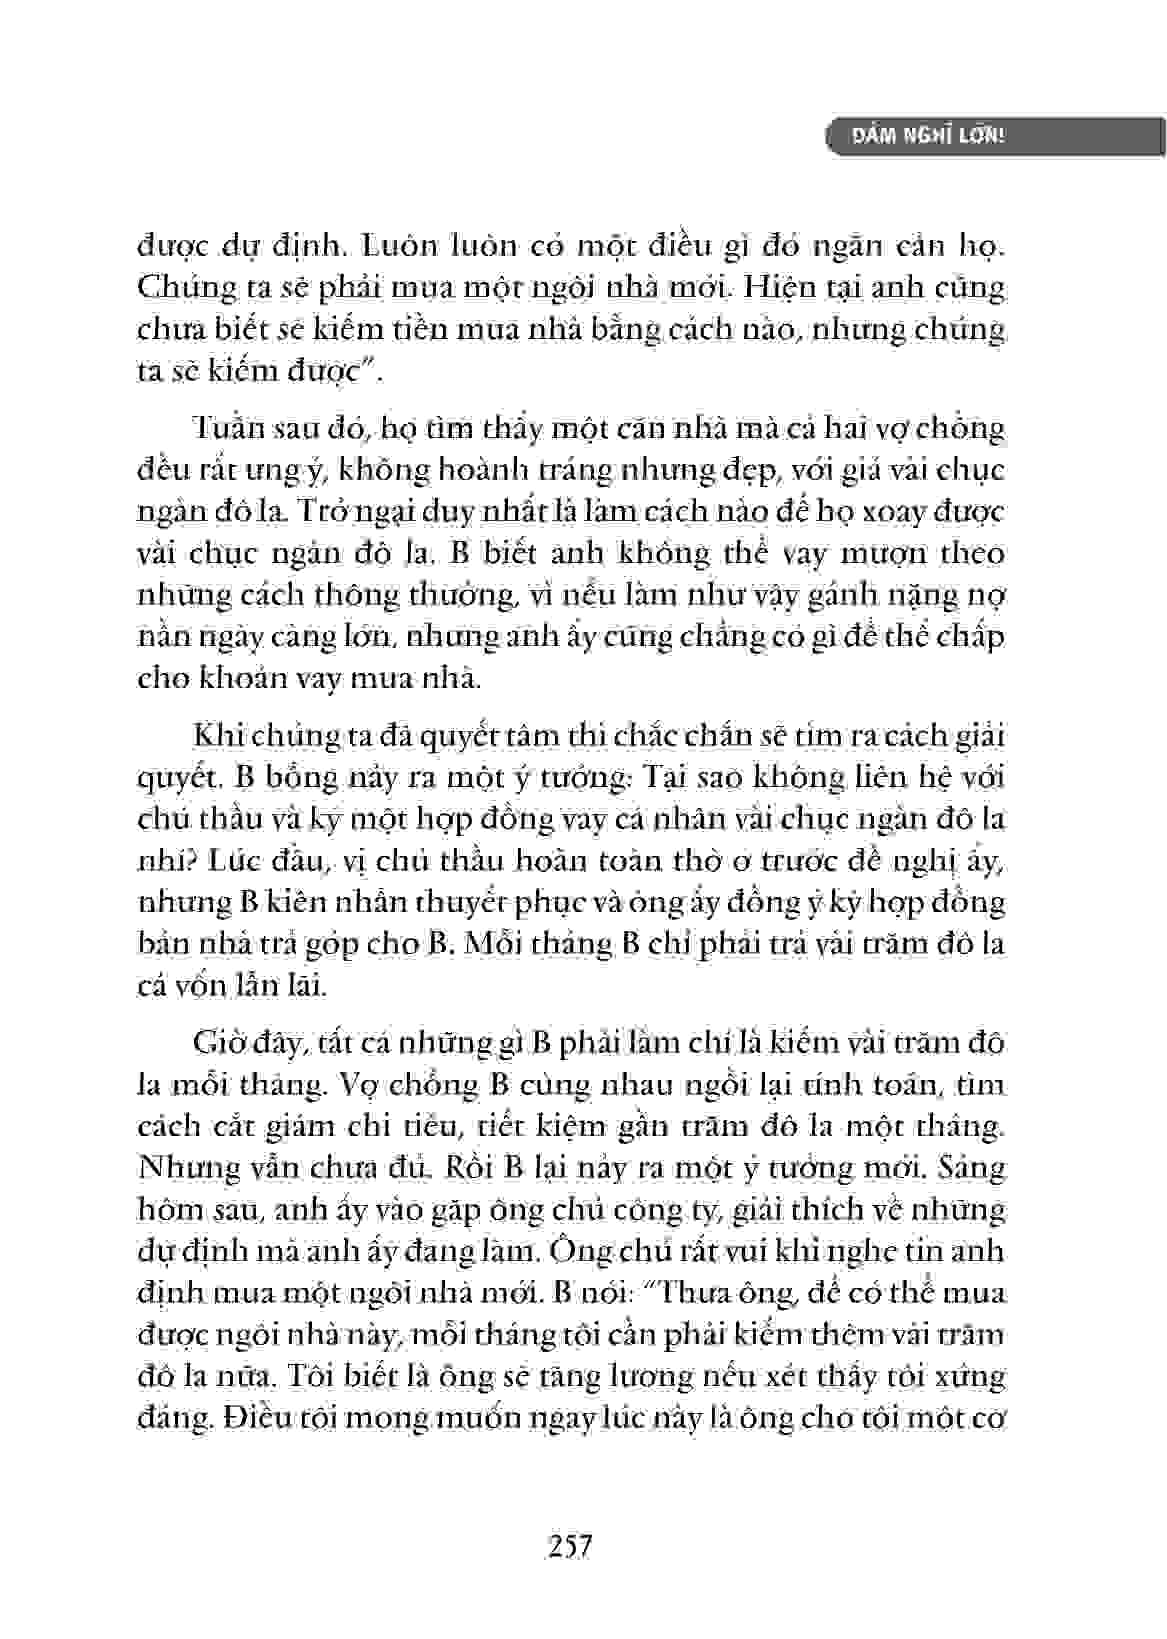 DÁM NGHĨ LỚN!
được dự định. Luôn luôn có một điều gì đó ngăn cản họ.
Chúng ta sẽ phải mua một ngôi nhà mới. Hiện tại anh cũng
chưa biết sẽ kiếm tiền mua nhà bằng cách nào, nhưng chúng
ta sẽ kiếm được”.
Tuần sau đó, họ tìm thấy một căn nhà mà cả hai vợ chồng
đều rất ưng ý, không hoành tráng nhưng đẹp, với giá vài chục
ngàn đô la. Trở ngại duy nhất là làm cách nào để họ xoay được
vài chục ngàn đô la. B biết anh không thể vay mượn theo
những cách thông thường, vì nếu làm như vậy gánh nặng nợ
nần ngày càng lớn, nhưng anh ấy cũng chẳng có gì để thế chấp
cho khoản vay mua nhà.
Khi chúng ta đã quyết tâm thì chắc chắn sẽ tìm ra cách giải
quyết. B bỗng nảy ra một ý tưởng: Tại sao không liên hệ với
chủ thầu và ký một hợp đồng vay cá nhân vài chục ngàn đô la
nhỉ? Lúc đầu, vị chủ thầu hoàn toàn thờ ơ trước đề nghị ấy,
nhưng B kiên nhẫn thuyết phục và ông ấy đồng ý ký hợp đồng
bán nhà trả góp cho B. Mỗi tháng B chỉ phải trả vài trăm đô la
cả vốn lẫn lãi.
Giờ đây, tất cả những gì B phải làm chỉ là kiếm vài trăm đô
la mỗi tháng. Vợ chồng B cùng nhau ngồi lại tính toán, tìm
cách cắt giảm chi tiêu, tiết kiệm gần trăm đô la một tháng.
Nhưng vẫn chưa đủ. Rồi B lại nảy ra một ý tưởng mới. Sáng
hôm sau, anh ấy vào gặp ông chủ công ty, giải thích về những
dự định mà anh ấy đang làm. Ông chủ rất vui khi nghe tin anh
định mua một ngôi nhà mới. B nói: “Thưa ông, để có thể mua
được ngôi nhà này, mỗi tháng tôi cần phải kiếm thêm vài trăm
đô la nữa. Tôi biết là ông sẽ tăng lương nếu xét thấy tôi xứng
đáng. Điều tôi mong muốn ngay lúc này là ông cho tôi một cơ
257